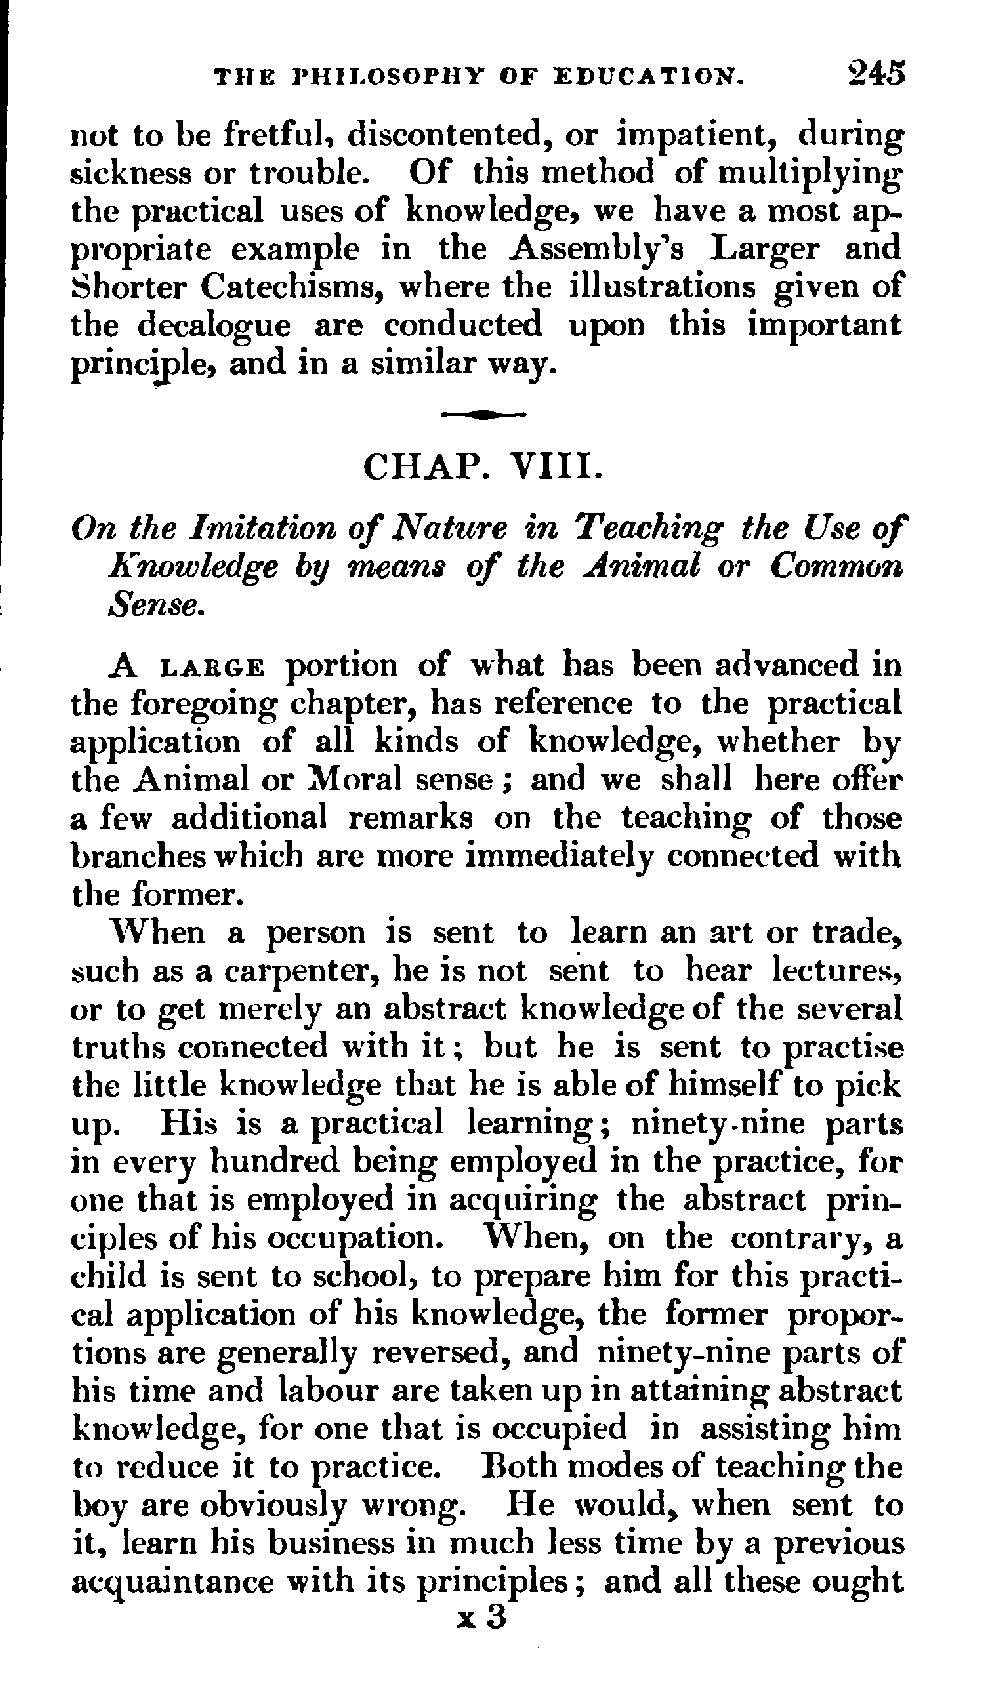 THE PHILOSOPHY OF EDUCATION. 245
not to be fretful, discontented, or impatient, during
sickness or trouble. Of this method of multiplying
the practical uses of knowledge, we have a most ap-
propriate example in the Assembly's Larger and
Shorter Catechisms, where the illustrations given of
the decalogue are conducted upon this important
principle, and in a similar way.
CHAP. VIII.
On the Imitation of Nature in Teaching the Use of
Knowledge by means of the Animal or Common
Sense.
A LARGE portion of what has been advanced in
the foregoing chapter, has reference to the practical
application of all kinds of knowledge, whether by
the Animal or Moral sense; and we shall here offer
a few additional remarks on the teaching of those
branches which are more immediately connected with
the former.
When a person is sent to learn an art or trade,
such as a carpenter, he is not sent to hear lectures,
or to get merely an abstract knowledge of the several
truths connected with it; but he is sent to practise
the little knowledge that he is able of himself to pick
up. His is a practical learning; ninety-nine parts
in every hundred being employed in the practice, for
one that is employed in acquiring the abstract prin-
ciples of his occupation. When, on the contrary, a
child is sent to school, to prepare him for this practi-
cal application of his knowledge, the former propor-
tions are generally reversed, and ninety-nine parts of
his time and labour are taken up in attaining abstract
knowledge, for one that is occupied in assisting him
to reduce it to practice. Both modes of teaching the
boy are obviously wrong. He would, when sent to
it, learn his business in much less time by a previous
acquaintance with its principles; and all these ought
x 3